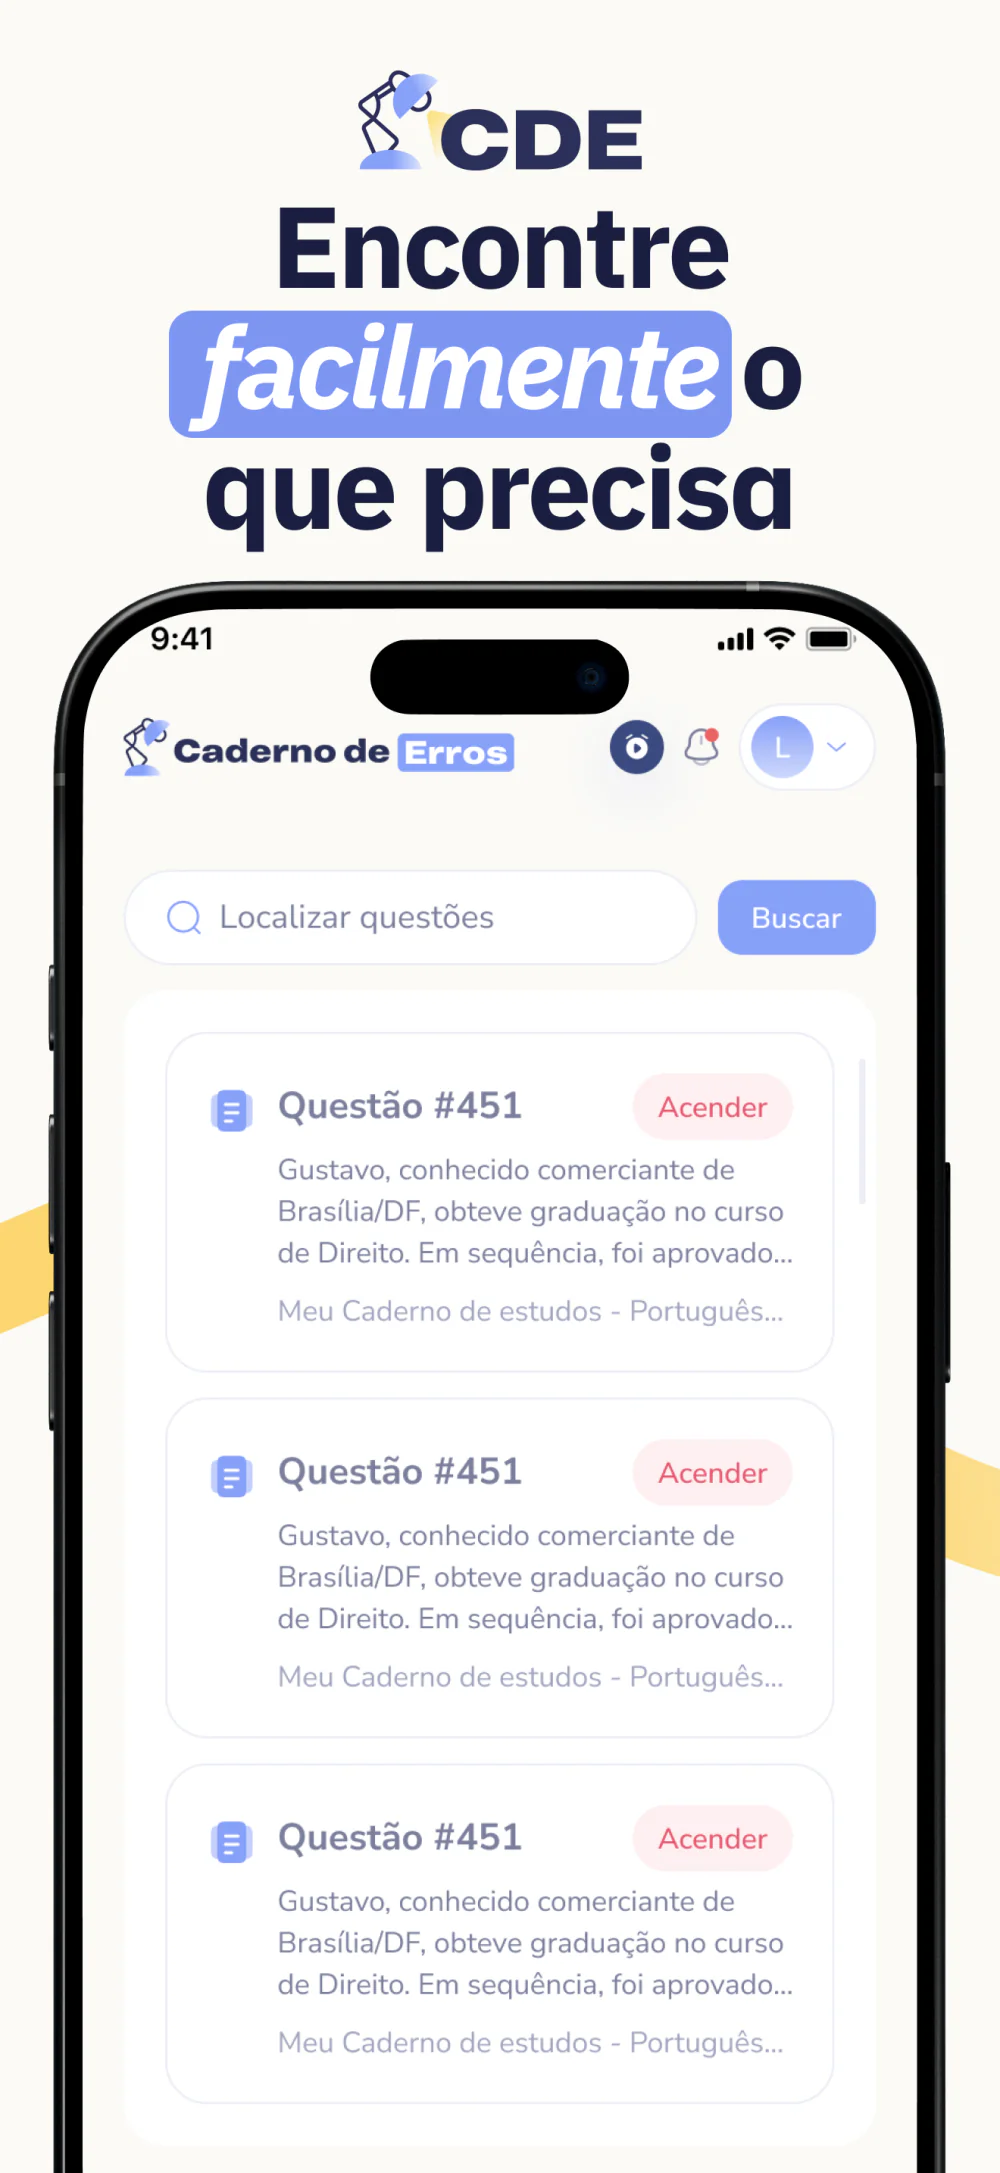 CDE
Encontre
facilmente o
que precisa
9:41
Caderno de Erros
L
Localizar questões
Buscar
Questão #451
Acender
Gustavo, conhecido comerciante de
Brasília/DF, obteve graduação no curso
de Direito. Em sequência, foi aprovado...
Meu Caderno de estudos - Português...
Questão #451
Acender
Gustavo, conhecido comerciante de
Brasília/DF, obteve graduação no curso
de Direito. Em sequência, foi aprovado...
Meu Caderno de estudos - Português...
Questão #451
Acender
Gustavo, conhecido comerciante de
Brasília/DF, obteve graduação no curso
de Direito. Em sequência, foi aprovado...
Meu Caderno de estudos - Português...